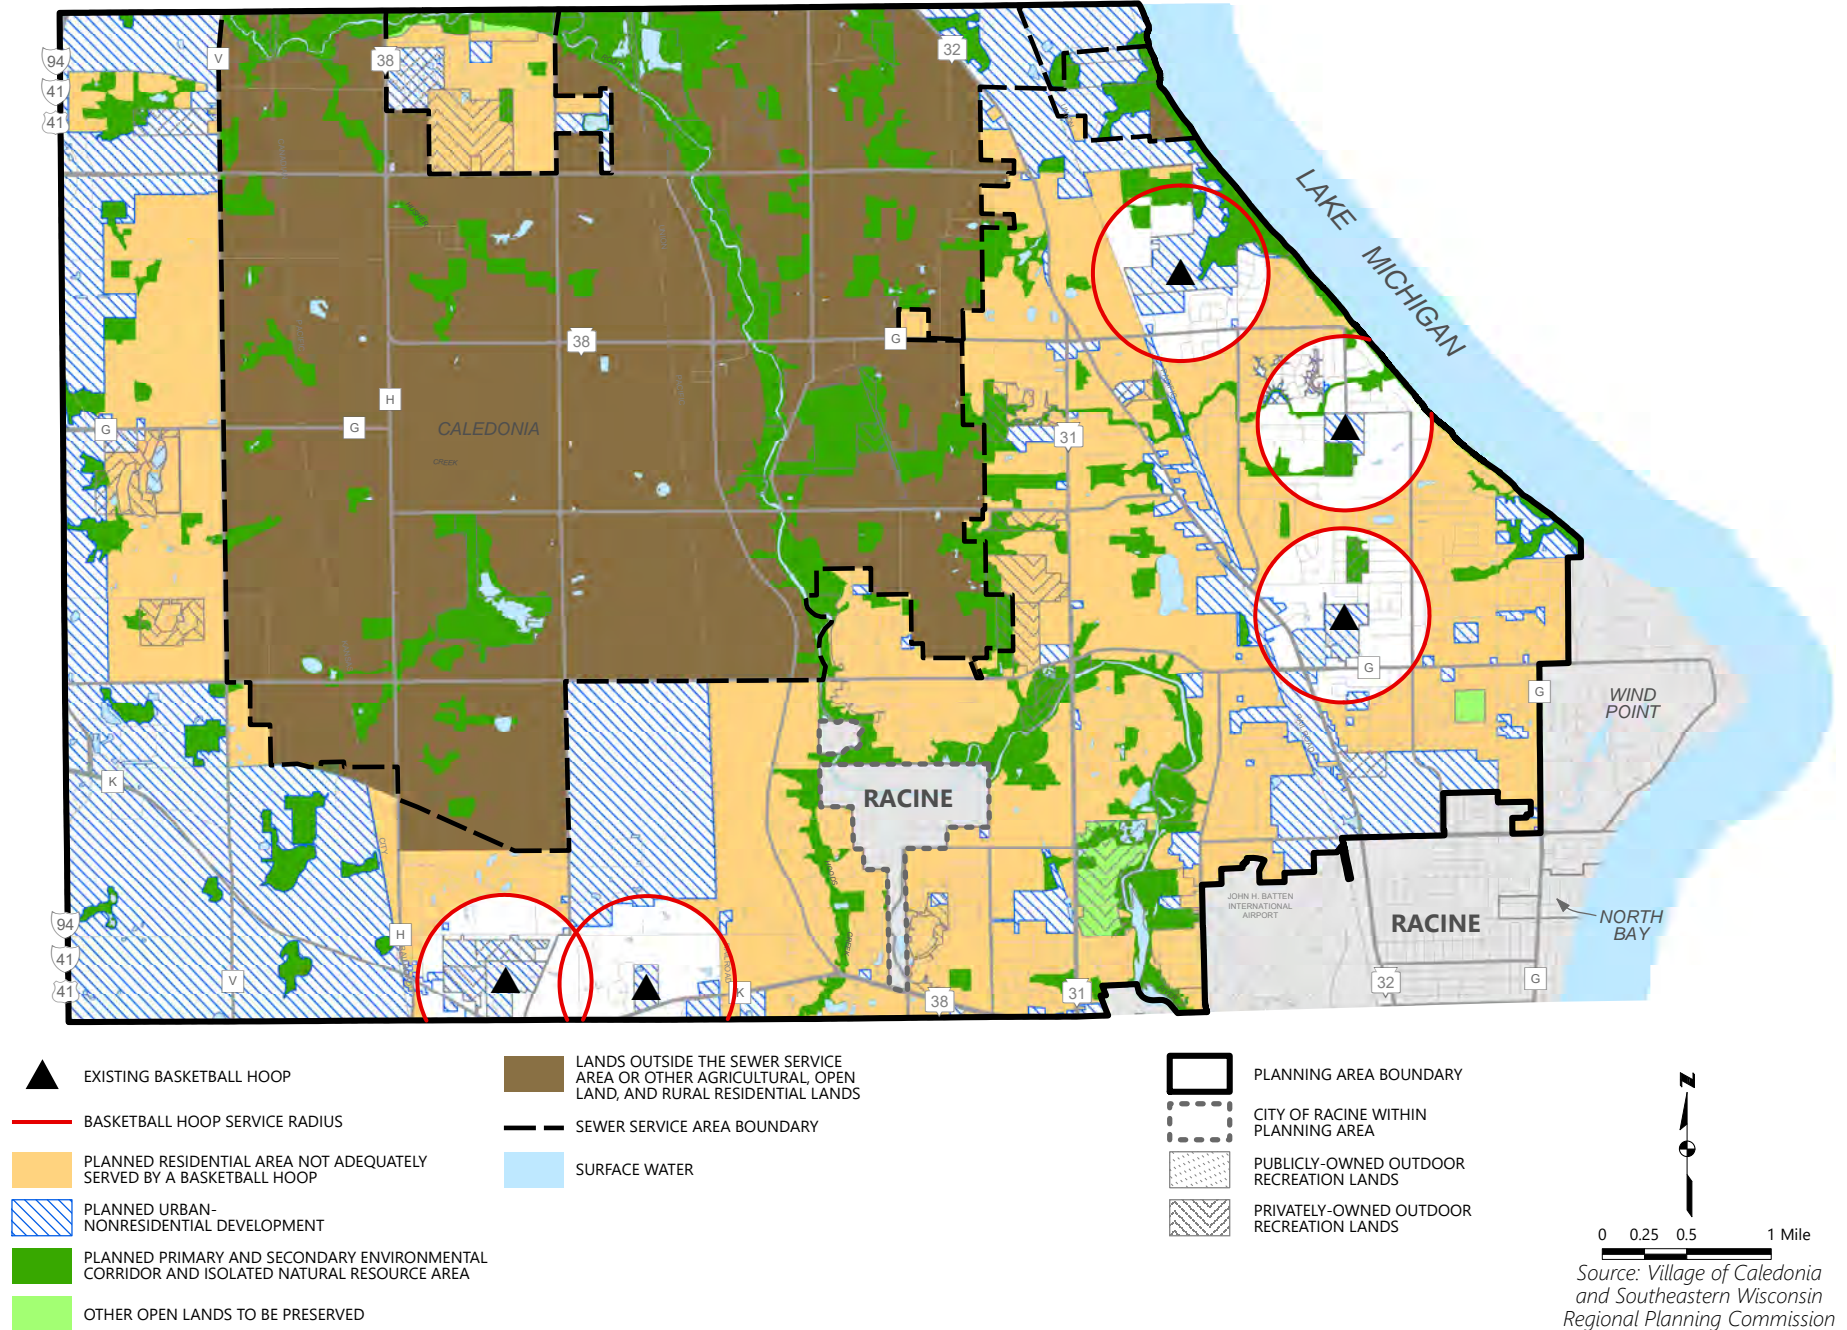 94
41
41
V
38
32
LAKE
MICHIGAN
38
G
H
G
G
CALEDONIA
CREEK
31
G
G
WIND
POINT
K
RACINE
CITY
JOHN H. BATTEN
INTERNATIONAL
AIRPORT
RACINE
NORTH
BAY
94
41
41
H
V
K
38
31
32
G
EXISTING BASKETBALL HOOP
BASKETBALL HOOP SERVICE RADIUS
PLANNED RESIDENTIAL AREA NOT ADEQUATELY
SERVED BY A BASKETBALL HOOP
PLANNED URBAN-
NONRESIDENTIAL DEVELOPMENT
PLANNED PRIMARY AND SECONDARY ENVIRONMENTAL
CORRIDOR AND ISOLATED NATURAL RESOURCE AREA
OTHER OPEN LANDS TO BE PRESERVED
LANDS OUTSIDE THE SEWER SERVICE
AREA OR OTHER AGRICULTURAL, OPEN
LAND, AND RURAL RESIDENTIAL LANDS
SEWER SERVICE AREA BOUNDARY
SURFACE WATER
PLANNING AREA BOUNDARY
CITY OF RACINE WITHIN
PLANNING AREA
PUBLICLY-OWNED OUTDOOR
RECREATION LANDS
PRIVATELY-OWNED OUTDOOR
RECREATION LANDS
N
0 0.25 0.5 1 Mile
Source: Village of Caledonia
and Southeastern Wisconsin
Regional Planning Commission